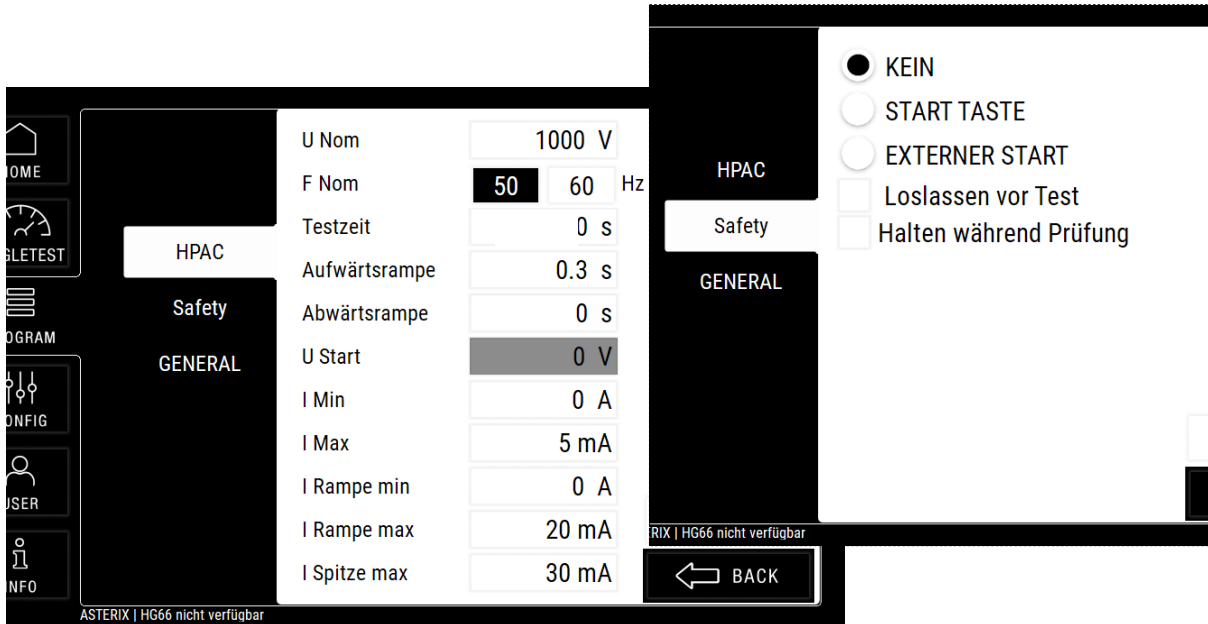 HPAC
Safety
GENERAL
U Nom 1000 V
F Nom 50 60 Hz
Testzeit 0 s
Aufwärtsrampe 0.3 s
Abwärtsrampe 0 s
U Start 0 V
I Min 0 A
I Max 5 mA
I Rampe min 0 A
I Rampe max 20 mA
I Spitze max 30 mA
OME
GLETEST
OGRAM
ONFIG
USER
INFO
BACK
ASTERIX | HG66 nicht verfügbar
HPAC
Safety
GENERAL
KEIN
START TASTE
EXTERNER START
Loslassen vor Test
Halten während Prüfung
ERIX | HG66 nicht verfügbar